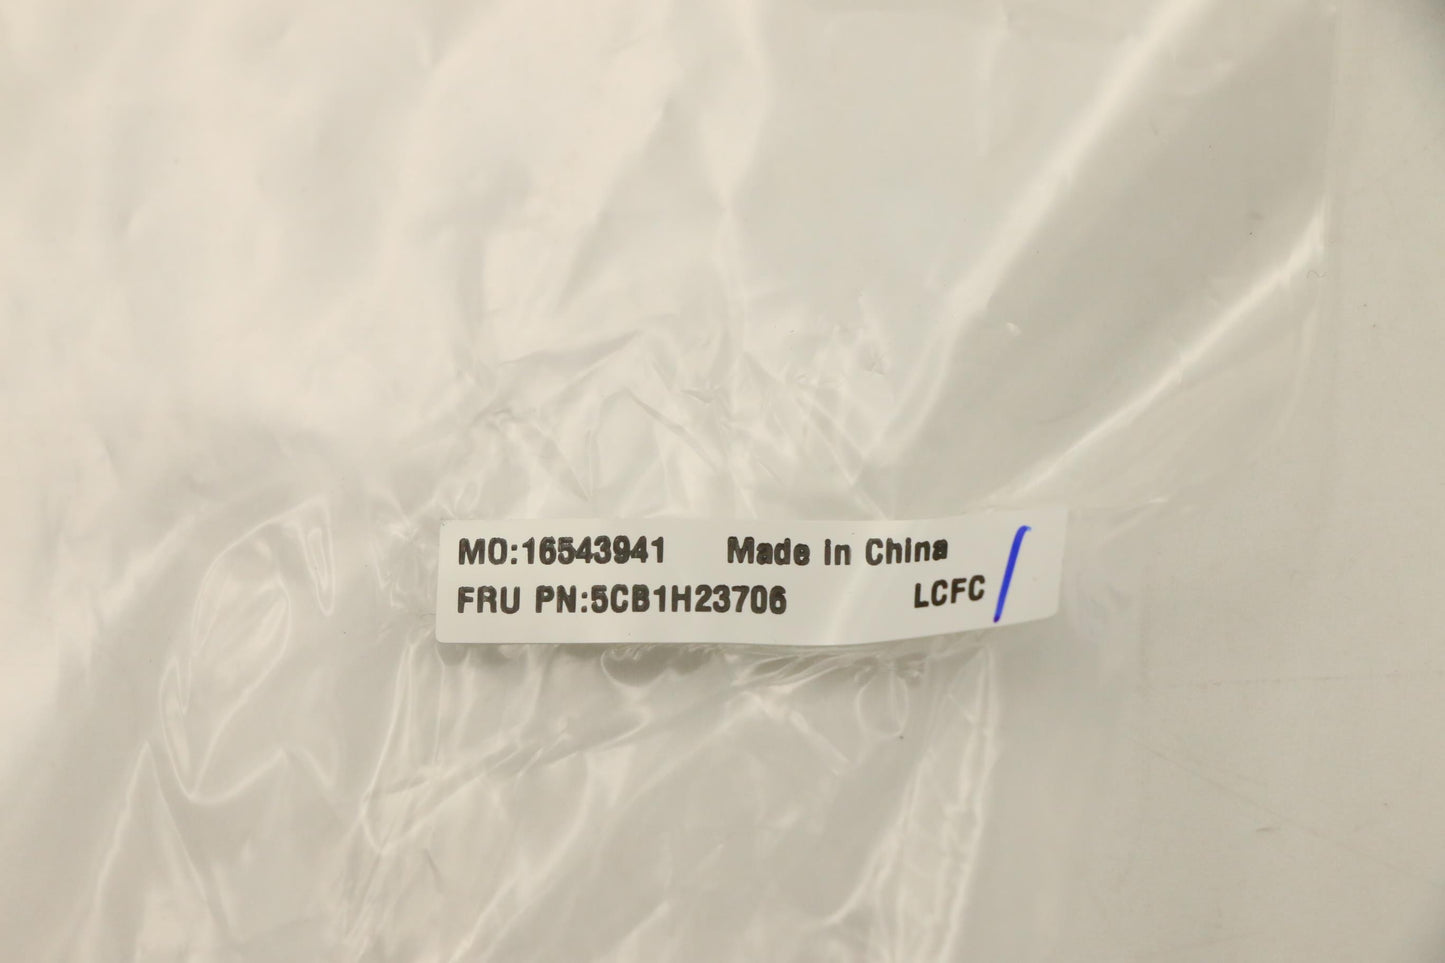 MO:16543941 Made in China
FRU PN:5CB1H23706 LCFC